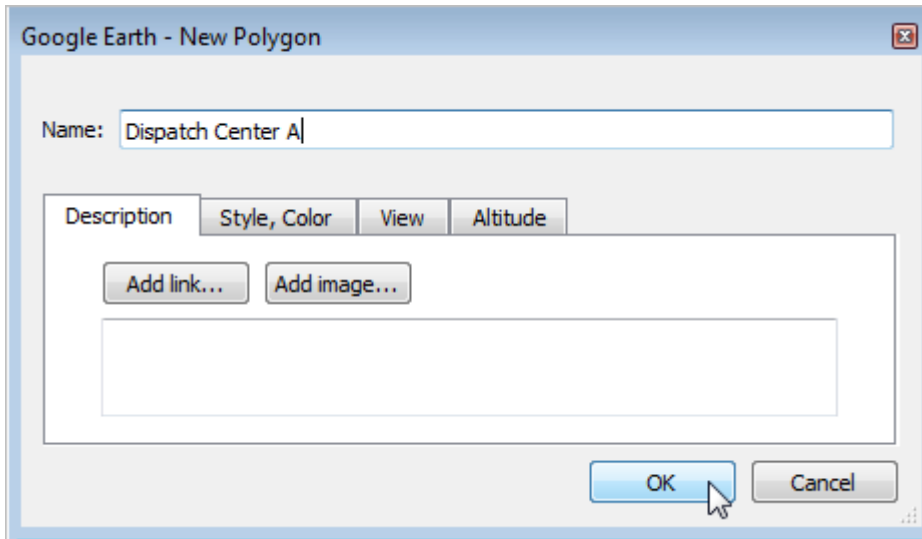 Google Earth - New Polygon
Name: Dispatch Center A
Description Style, Color View Altitude
Add link... Add image...
OK Cancel